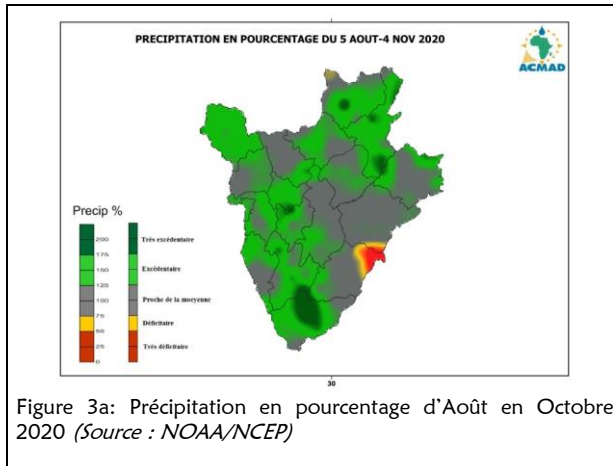 PRECIPITATION EN POURCENTAGE DU 5 AOUT-4 NOV 2020
ACMAD
Precip %
200
175
150
125
100
75
50
25
0
Très excédentaire
Excédentaire
Proche de la moeyenne
Déficitaire
Très déficitaire
30
Figure 3a: Précipitation en pourcentage d'Août en Octobre
2020 (Source : NOAA/NCEP)